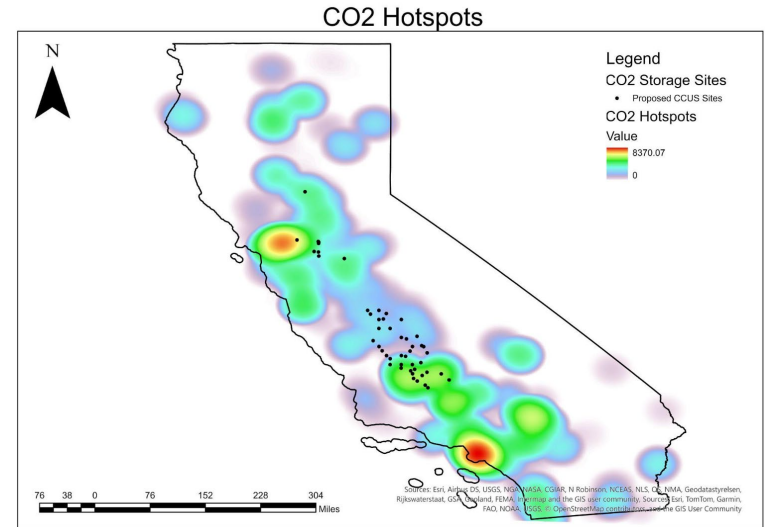 CO2 Hotspots
N
Legend
CO2 Storage Sites
Proposed CCUS Sites
CO2 Hotspots
Value
8370.07
0
76 38 0 76 152 228 304
Miles
Sources: Esri, Airbus DS, USGS, NGA, NASA, CGIAR, N Robinson, NCEAS, NLS, OS, NMA, Geodatastyrelsen,
Rijkswaterstaat, GSA, Geoland, FEMA, Intermap and the GIS user community, Sources: Esri, TomTom, Garmin,
FAO, NOAA, USGS, © OpenStreetMap contributors, and the GIS User Community